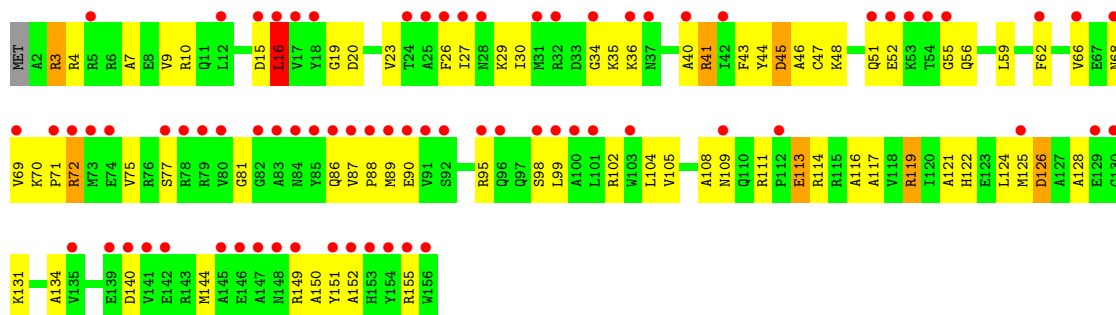 MET A2 R3 R4 R5 R6 A7 E8 V9 R10 Q11 L12 D15 L16 V17 Y18 G19 D20 V23 T24 A25 F26 I27 N28 K29 I30 M31 R32 D33 G34 K35 K36 N37 A40 R41 I42 F43 Y44 D45 A46 C47 K48 Q51 E52 K53 T54 G55 Q56 L59 F62 V66 E67 N68
V69 K70 P71 R72 M73 E74 V75 R76 S77 R78 R79 V80 G81 G82 A83 N84 Y85 Q86 V87 P88 M89 E90 V91 S92 R95 Q96 Q97 S98 L99 A100 L101 R102 W103 L104 V105 A108 N109 Q110 R111 P112 E113 R114 R115 A116 A117 V118 R119 I120 A121 H122 E123 L124 M125 D126 A127 A128 E129 G130
K131 A134 V135 E139 D140 V141 E142 R143 M144 A145 E146 A147 N148 R149 A150 Y151 A152 H153 Y154 R155 W156